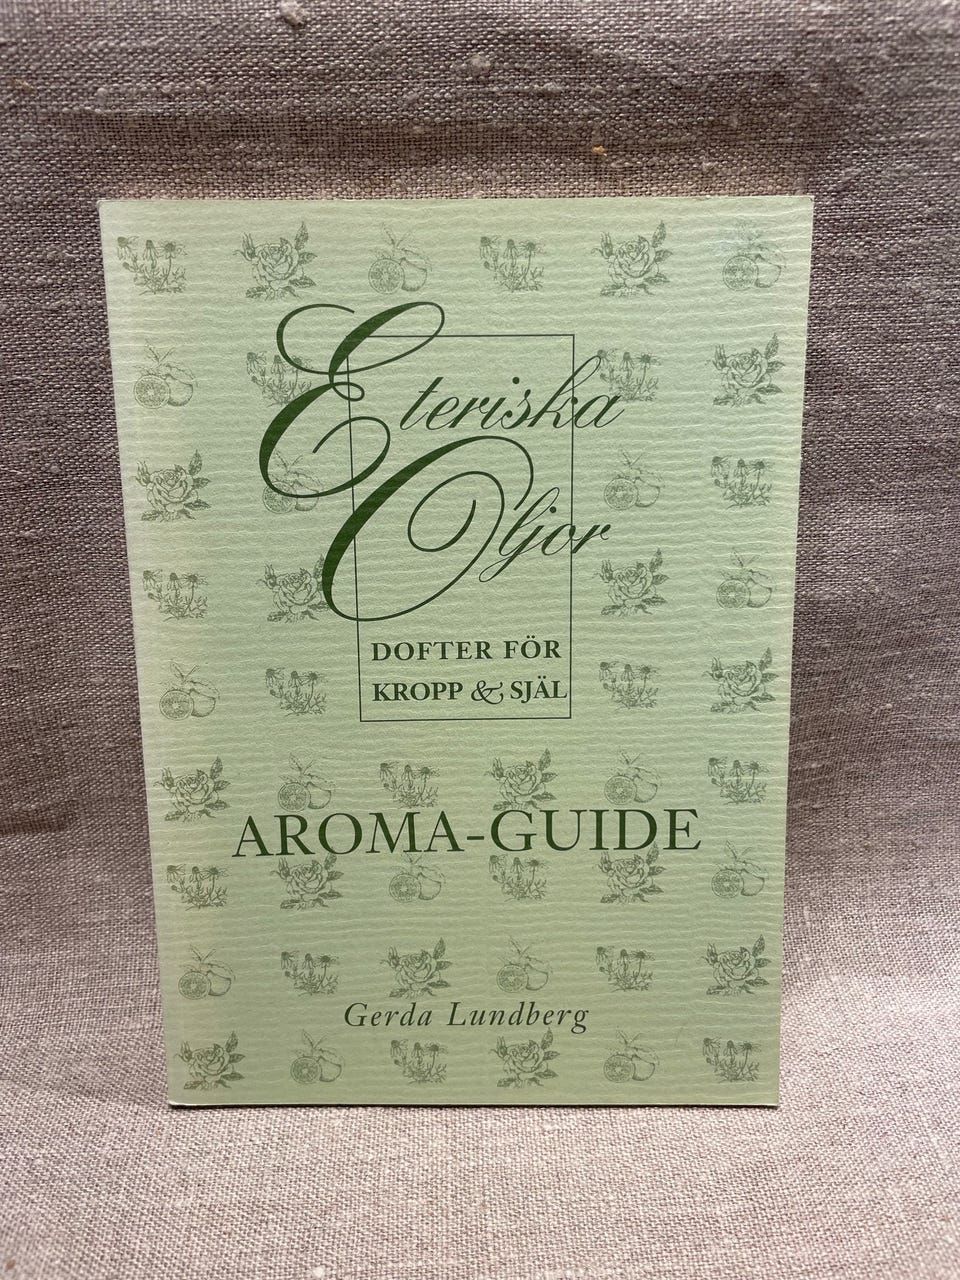 Eteriska
Oljor
DOFTER FÖR
KROPP & SJÄL
AROMA-GUIDE
Gerda Lundberg